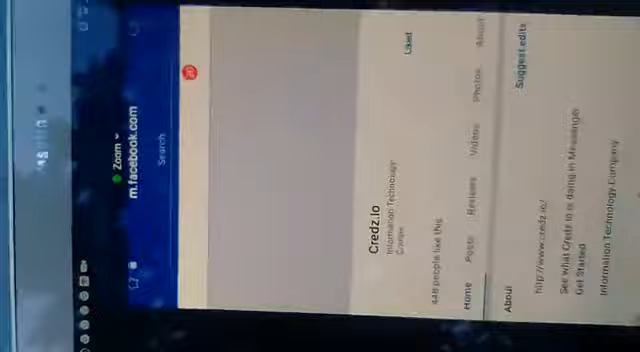 Zoom
m.facebook.com
Search
Credz.io
Information Technology
Company
Liked
448 people like this
Home Posts Reviews Videos Photos About
About
Suggest edits
http://www.credz.io/
See what Credz.io is doing in Messenger
Get Started
Information Technology Company